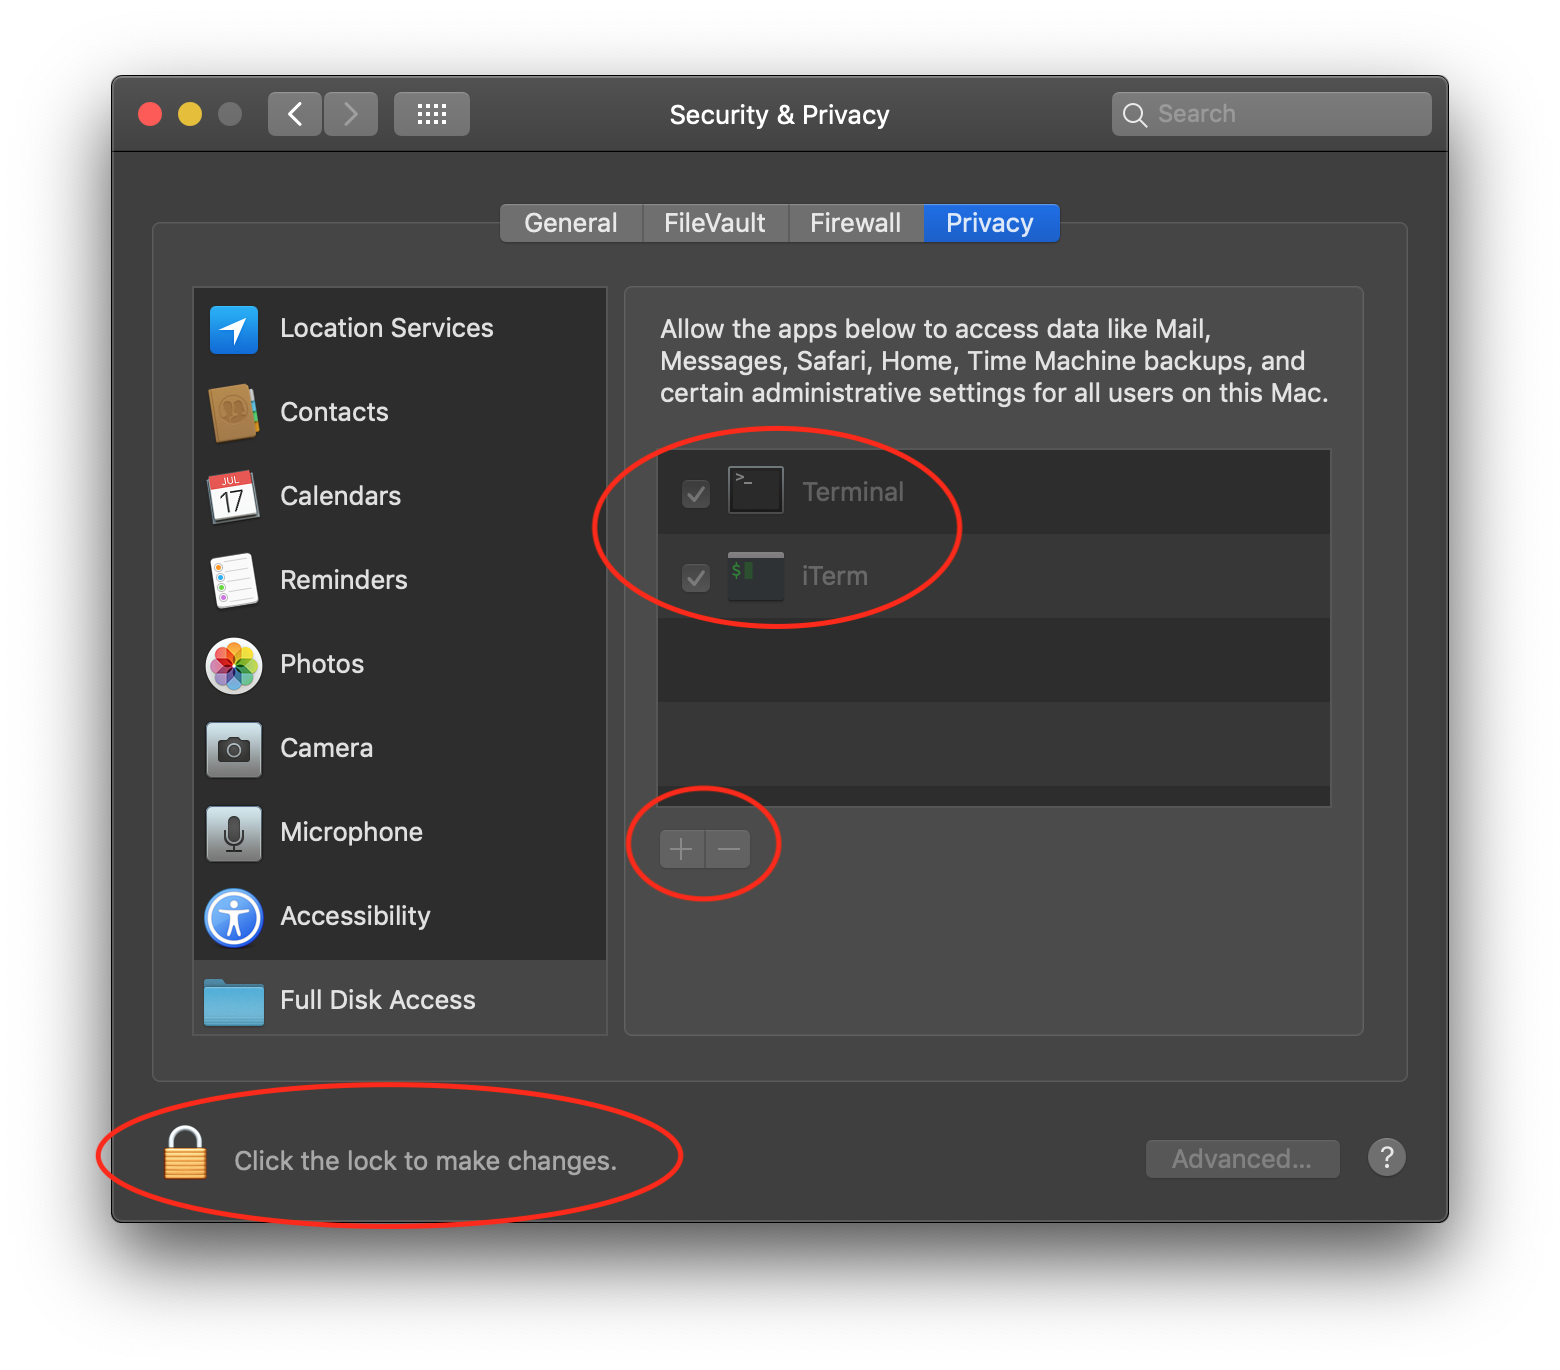 Security & Privacy
Search
General
FileVault
Firewall
Privacy
Location Services
Contacts
JUL
17
Calendars
Reminders
Photos
Camera
Microphone
Accessibility
Full Disk Access
Allow the apps below to access data like Mail,
Messages, Safari, Home, Time Machine backups, and
certain administrative settings for all users on this Mac.
>_
Terminal
$
iTerm
Click the lock to make changes.
Advanced...
?